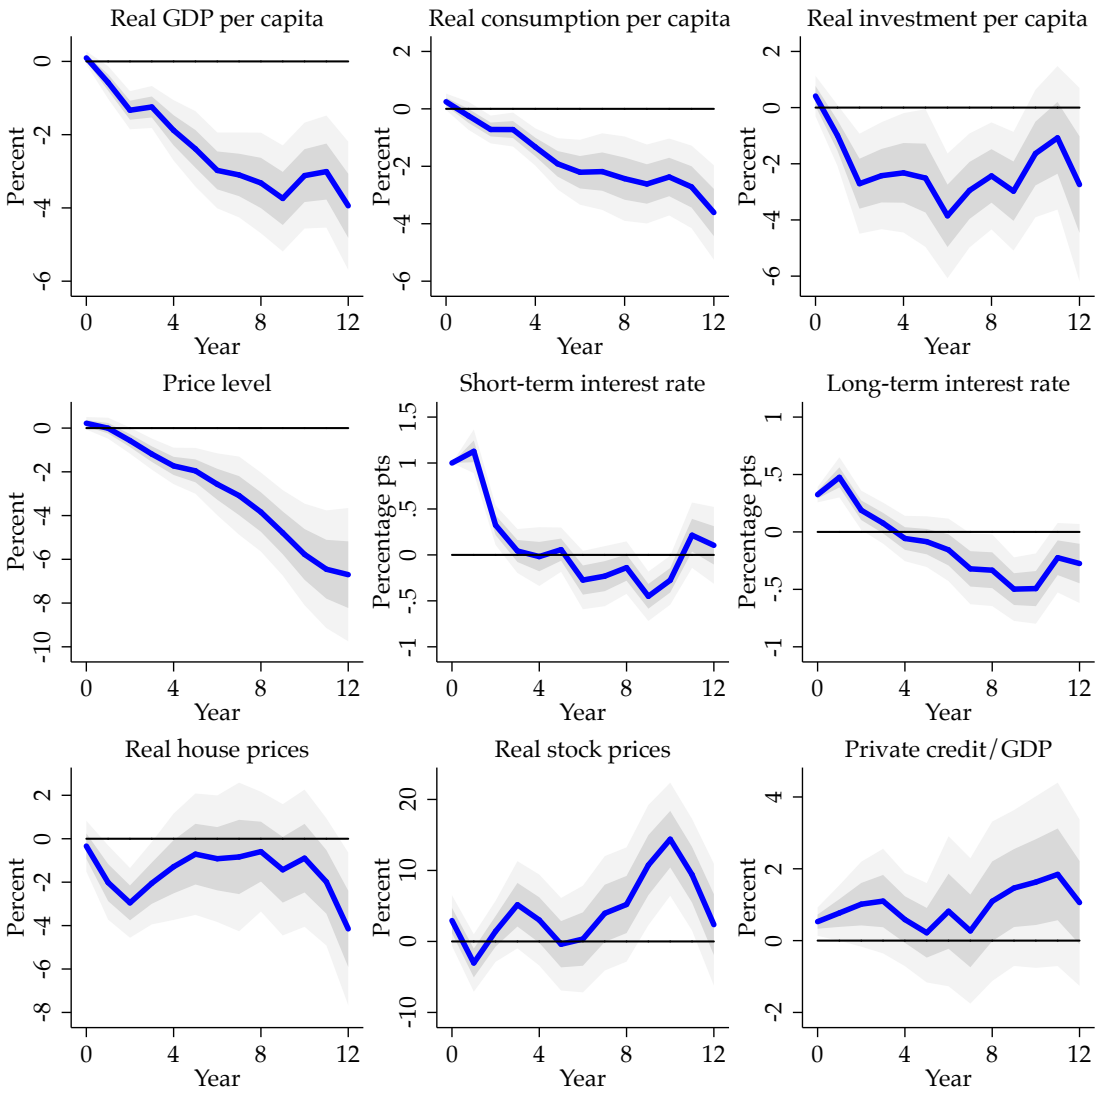 Real GDP per capita
Percent
0
-2
-4
-6
0 4 8 12
Year
Real consumption per capita
Percent
2
0
-2
-4
-6
0 4 8 12
Year
Real investment per capita
Percent
2
0
-2
-4
-6
0 4 8 12
Year
Price level
Percent
0
-2
-4
-6
-8
-10
0 4 8 12
Year
Short-term interest rate
Percentage pts
1.5
1
.5
0
-.5
-1
0 4 8 12
Year
Long-term interest rate
Percentage pts
1
.5
0
-.5
-1
0 4 8 12
Year
Real house prices
Percent
2
0
-2
-4
-6
-8
0 4 8 12
Year
Real stock prices
Percent
20
10
0
-10
0 4 8 12
Year
Private credit/GDP
Percent
4
2
0
-2
0 4 8 12
Year